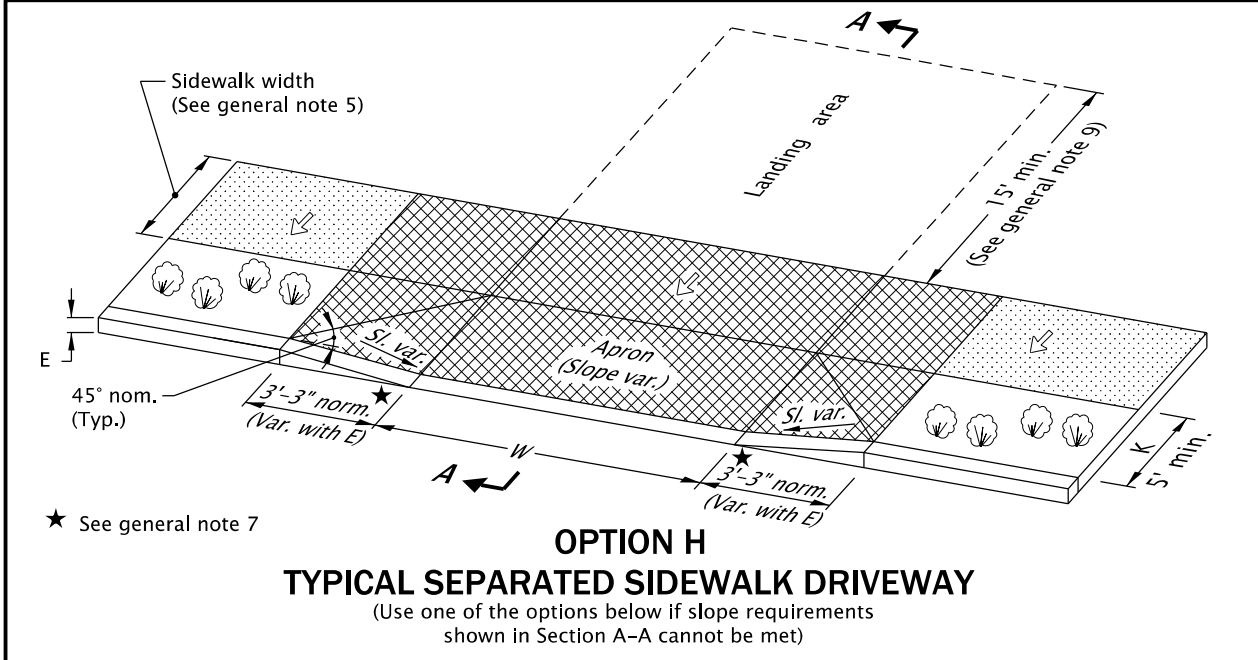 A
Sidewalk width
(See general note 5)
Landing area
15' min.
(See general note 9)
E
45° nom.
(Typ.)
Sl. var.
Apron
(Slope var.)
Sl. var.
3'-3" norm.
(Var. with E)
W
3'-3" norm.
(Var. with E)
K
5' min.
A
★ See general note 7
OPTION H
TYPICAL SEPARATED SIDEWALK DRIVEWAY
(Use one of the options below if slope requirements
shown in Section A-A cannot be met)